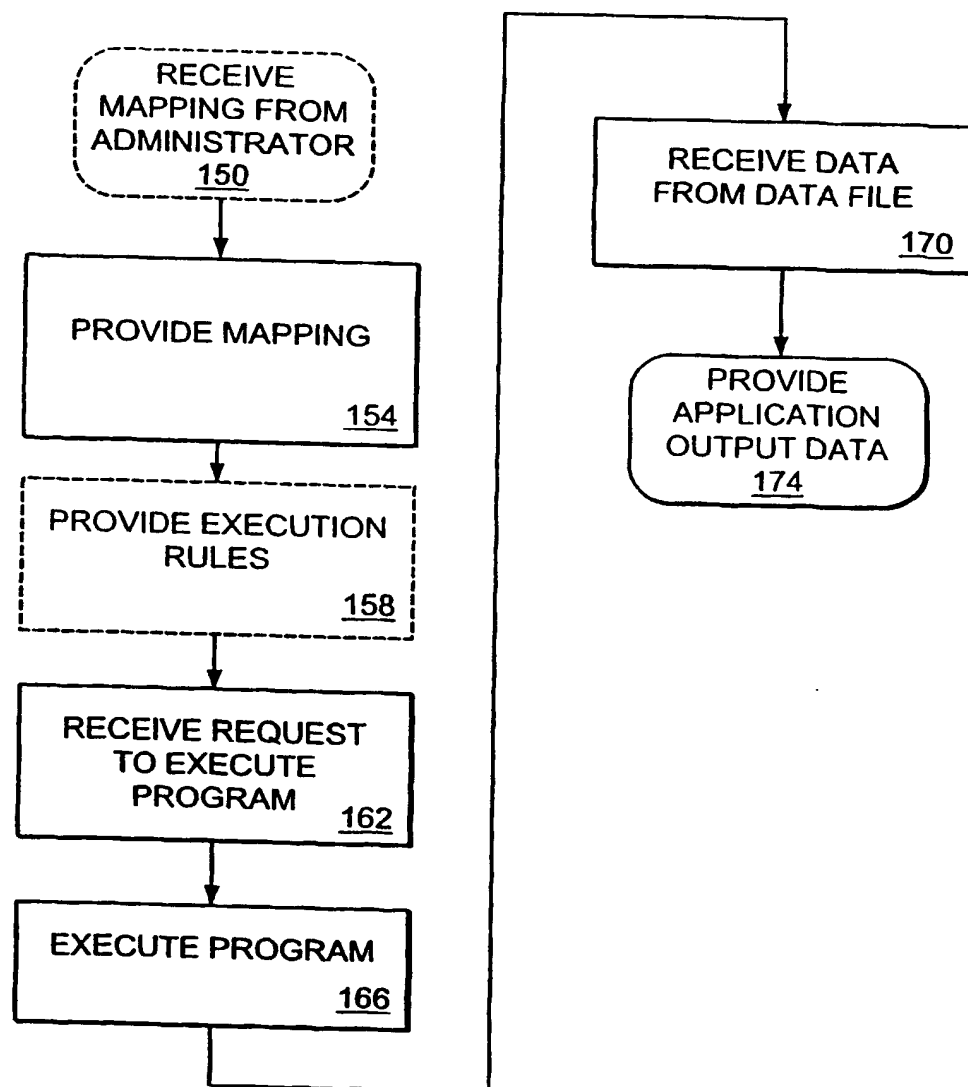 RECEIVE
MAPPING FROM
ADMINISTRATOR
150
PROVIDE MAPPING
154
PROVIDE EXECUTION
RULES
158
RECEIVE REQUEST
TO EXECUTE
PROGRAM
162
EXECUTE PROGRAM
166
RECEIVE DATA
FROM DATA FILE
170
PROVIDE
APPLICATION
OUTPUT DATA
174